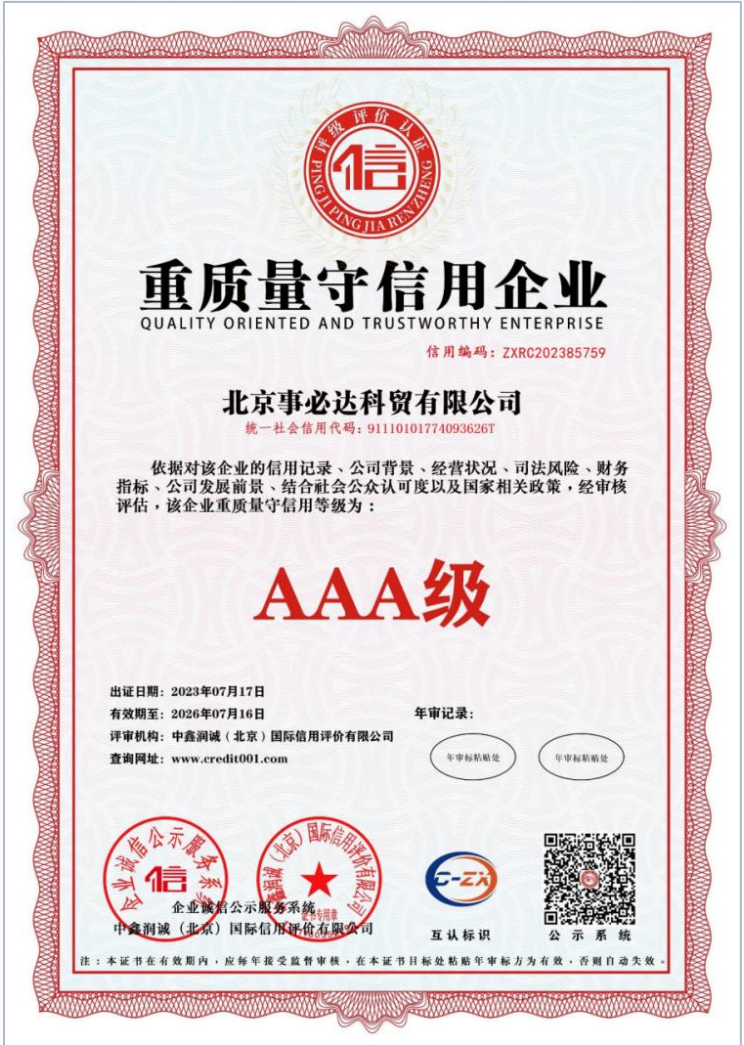 评级评价认证
信
PINGJIPINGJIARENZHENG
重质量守信用企业
QUALITY ORIENTED AND TRUSTWORTHY ENTERPRISE
信用编码：ZXRC202385759
北京事必达科贸有限公司
统一社会信用代码：91110101774093626T
依据对该企业的信用记录、公司背景、经营状况、司法风险、财务
指标、公司发展前景、结合社会公众认可度以及国家相关政策，经审核
评估，该企业重质量守信用等级为：
AAA级
出证日期：2023年07月17日
有效期至：2026年07月16日
评审机构：中鑫润诚（北京）国际信用评价有限公司
查询网址：www.credit001.com
年审记录：
年审标粘贴处
年审标粘贴处
企业诚信公示服务系统
信
中鑫润诚（北京）国际信用评价有限公司
证书专用章
企业诚信公示服务系统
中鑫润诚（北京）国际信用评价有限公司
C-ZX
互认标识
公示系统
注：本证书在有效期内，应每年接受监督审核，在本证书目标处粘贴年审标方为有效，否则自动失效。